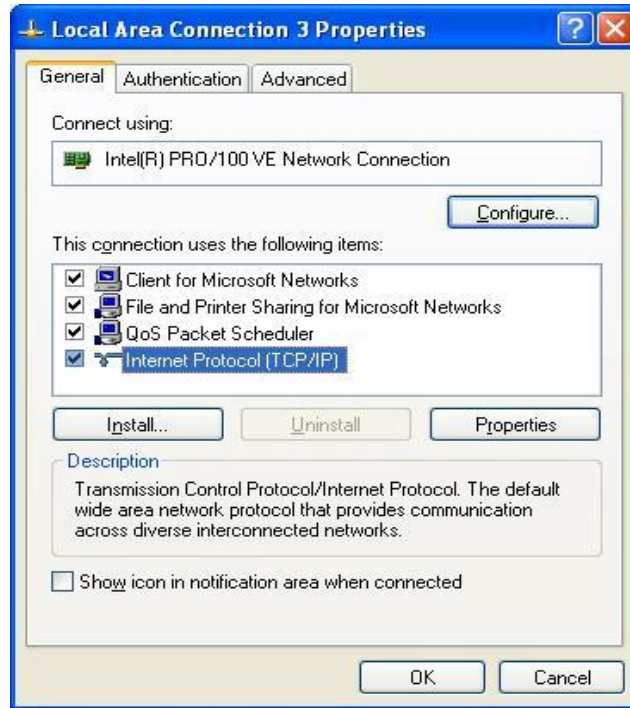 Local Area Connection 3 Properties
General Authentication Advanced
Connect using:
Intel(R) PRO/100 VE Network Connection
Configure...
This connection uses the following items:
Client for Microsoft Networks
File and Printer Sharing for Microsoft Networks
QoS Packet Scheduler
Internet Protocol (TCP/IP)
Install... Uninstall Properties
Description
Transmission Control Protocol/Internet Protocol. The default
wide area network protocol that provides communication
across diverse interconnected networks.
Show icon in notification area when connected
OK Cancel